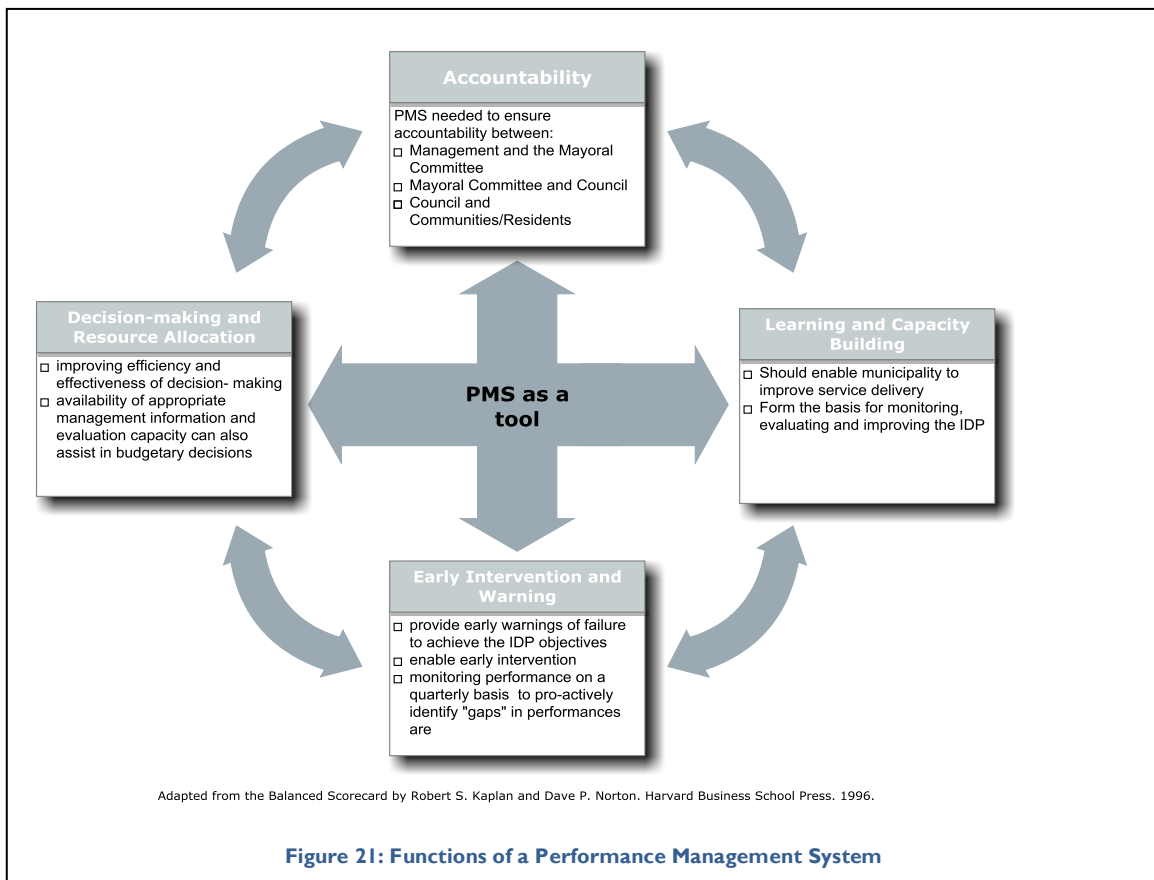 Accountability
PMS needed to ensure
accountability between:
□ Management and the Mayoral
Committee
□ Mayoral Committee and Council
□ Council and
Communities/Residents
Decision-making and
Resource Allocation
□ improving efficiency and
effectiveness of decision- making
□ availability of appropriate
management information and
evaluation capacity can also
assist in budgetary decisions
PMS as a
tool
Learning and Capacity
Building
□ Should enable municipality to
improve service delivery
□ Form the basis for monitoring,
evaluating and improving the IDP
Early Intervention and
Warning
□ provide early warnings of failure
to achieve the IDP objectives
□ enable early intervention
□ monitoring performance on a
quarterly basis  to pro-actively
identify "gaps" in performances
are
Adapted from the Balanced Scorecard by Robert S. Kaplan and Dave P. Norton. Harvard Business School Press. 1996.
Figure 21: Functions of a Performance Management System